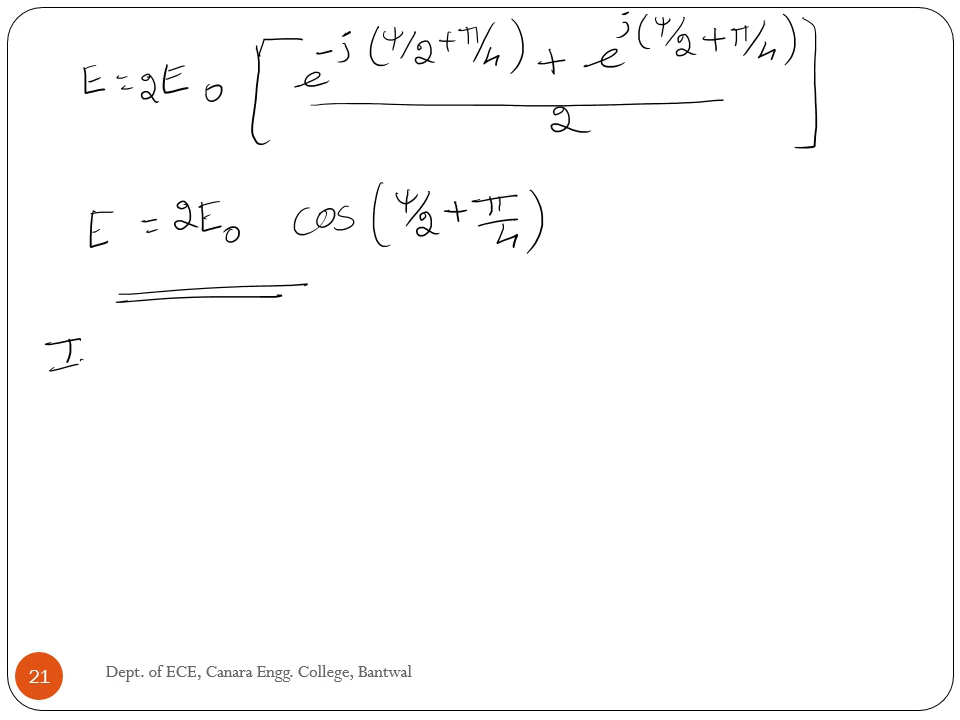 E = 2E₀ [ (e^{-j(ψ/2+π/4)} + e^{j(ψ/2+π/4)}) / 2 ]
E = 2E₀ cos(ψ/2 + π/4)
I.
21 Dept. of ECE, Canara Engg. College, Bantwal